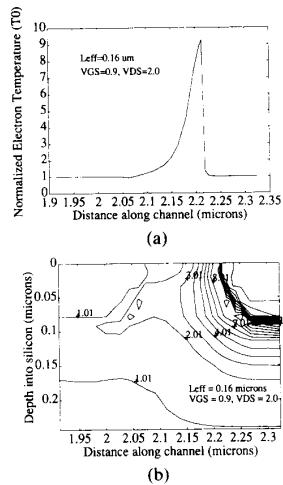 Normalized Electron Temperature (T0)
10
9
8
7
6
5
4
3
2
1
0
Leff=0.16 um
VGS=0.9, VDS=2.0
1.9 1.95 2 2.05 2.1 2.15 2.2 2.25 2.3 2.35
Distance along channel (microns)
(a)
Depth into silicon (microns)
0
0.05
0.1
0.15
0.2
1.01
2.01
1.01
2.01
Leff = 0.16 microns
VGS = 0.9, VDS = 2.0
1.95 2 2.05 2.1 2.15 2.2 2.25 2.3
Distance along channel (microns)
(b)